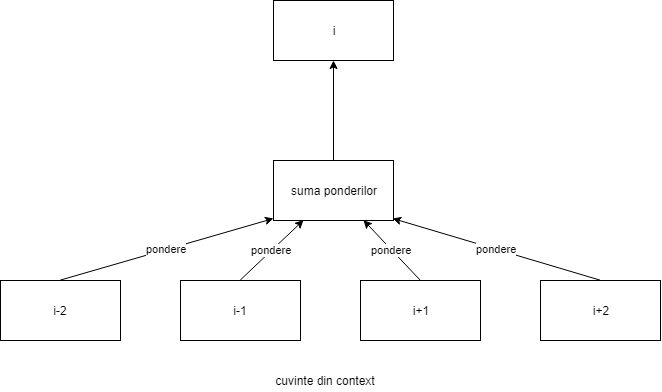 i
suma ponderilor
pondere
pondere
pondere
pondere
i-2
i-1
i+1
i+2
cuvinte din context